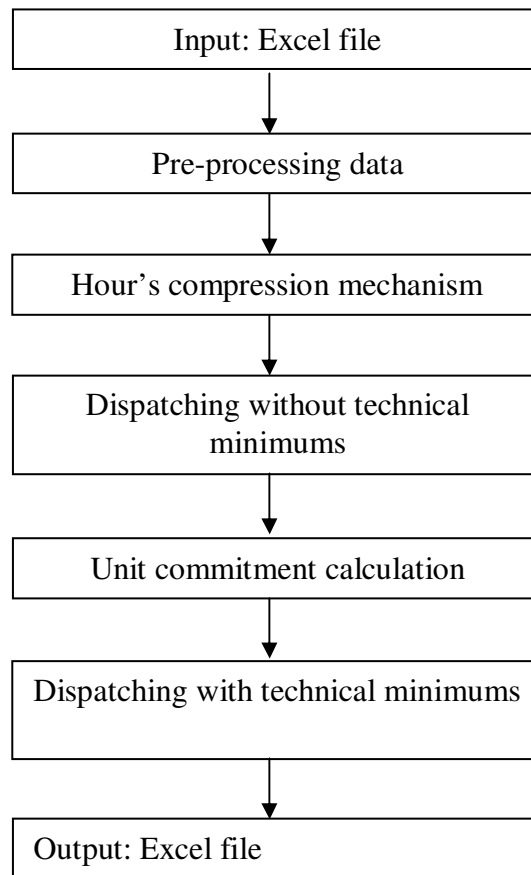 Input: Excel file
Pre-processing data
Hour’s compression mechanism
Dispatching without technical
minimums
Unit commitment calculation
Dispatching with technical minimums
Output: Excel file